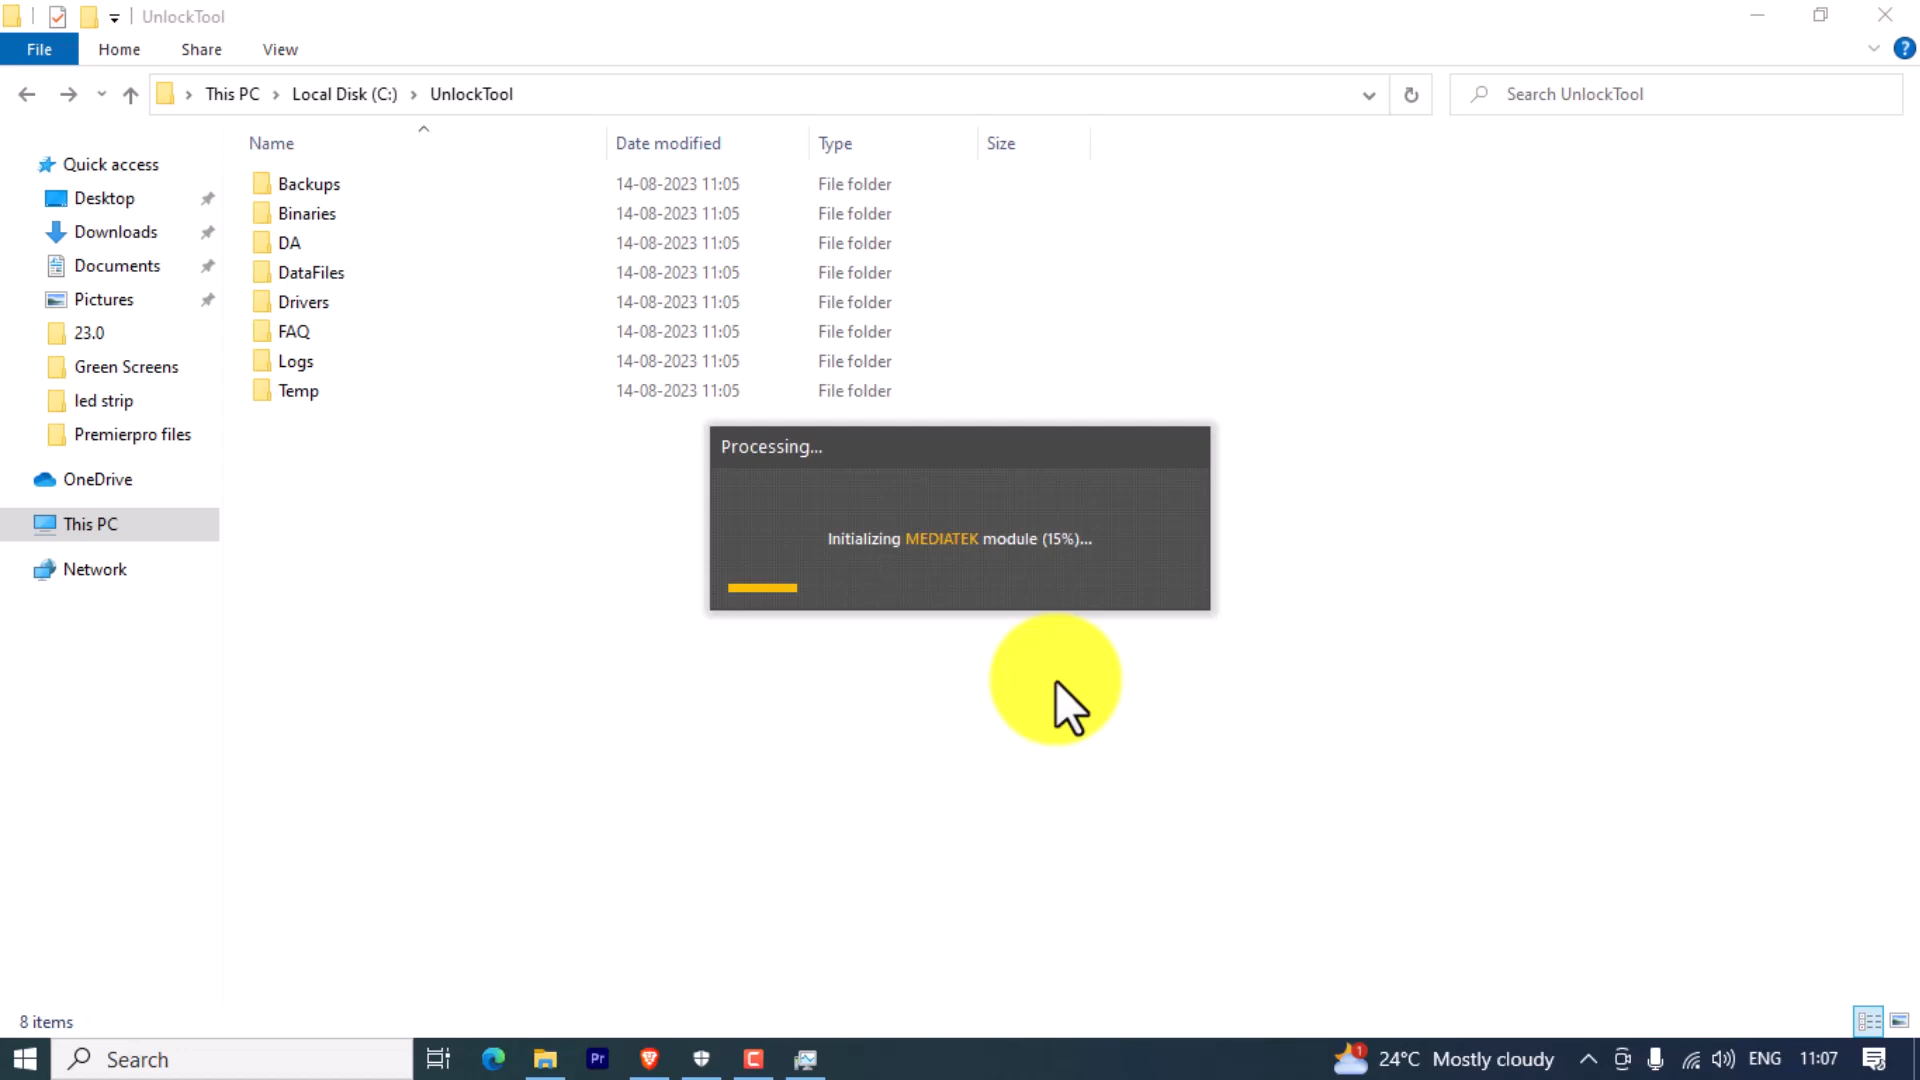 UnlockTool
File Home Share View
This PC Local Disk (C:) UnlockTool
Search UnlockTool
Name Date modified Type Size
Quick access
Desktop
Downloads
Documents
Pictures
23.0
Green Screens
led strip
Premierpro files
OneDrive
This PC
Network
Backups 14-08-2023 11:05 File folder
Binaries 14-08-2023 11:05 File folder
DA 14-08-2023 11:05 File folder
DataFiles 14-08-2023 11:05 File folder
Drivers 14-08-2023 11:05 File folder
FAQ 14-08-2023 11:05 File folder
Logs 14-08-2023 11:05 File folder
Temp 14-08-2023 11:05 File folder
Processing...
Initializing MEDIATEK module (15%)...
8 items
Search
Pr
C
1
24°C Mostly cloudy
ENG
11:07